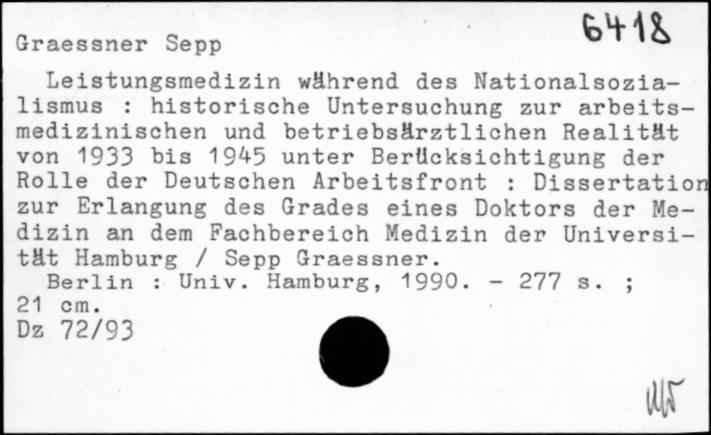 6418
Graessner Sepp
Leistungsmedizin während des Nationalsozia-
lismus : historische Untersuchung zur arbeits-
medizinischen und betriebsärztlichen Realität
von 1933 bis 1945 unter Berücksichtigung der
Rolle der Deutschen Arbeitsfront : Dissertation
zur Erlangung des Grades eines Doktors der Me-
dizin an dem Fachbereich Medizin der Universi-
tät Hamburg / Sepp Graessner.
Berlin : Univ. Hamburg, 1990. - 277 s. ;
21 cm.
Dz 72/93